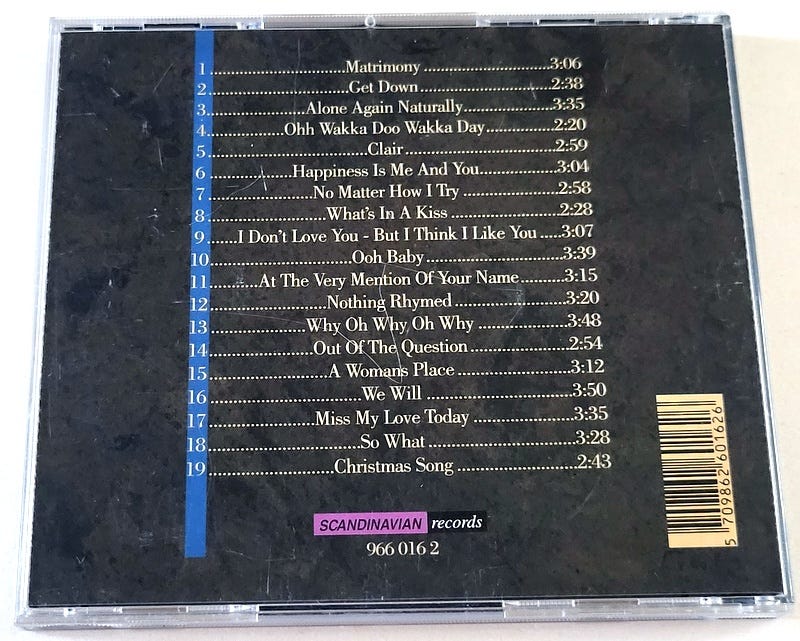 1 Matrimony 3:06
2 Get Down 2:38
3 Alone Again Naturally 3:35
4 Ohh Wakka Doo Wakka Day 2:20
5 Clair 2:59
6 Happiness Is Me And You 3:04
7 No Matter How I Try 2:58
8 What's In A Kiss 2:28
9 I Don't Love You - But I Think I Like You 3:07
10 Ooh Baby 3:39
11 At The Very Mention Of Your Name 3:15
12 Nothing Rhymed 3:20
13 Why Oh Why Oh Why 3:48
14 Out Of The Question 2:54
15 A Womans Place 3:12
16 We Will 3:50
17 Miss My Love Today 3:35
18 So What 3:28
19 Christmas Song 2:43
SCANDINAVIAN records
966 016 2
5 709862 601626